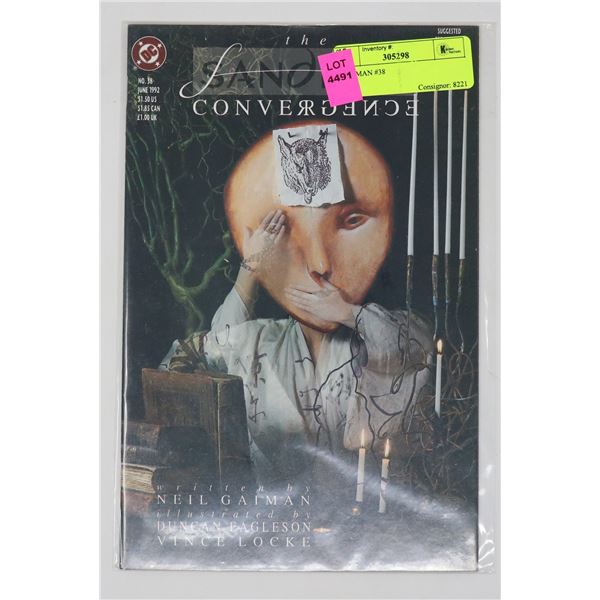 the
SAND
CONVERGENCE
DC
NO. 38
JUNE 1992
$1.50 US
$1.85 CAN
£1.00 UK
SUGGESTED
LOT
4491
Inventory #:
305298
MAN #38
Consignor: 8221
written by
NEIL GAIMAN
illustrated by
DUNCAN EAGLESON
VINCE LOCKE